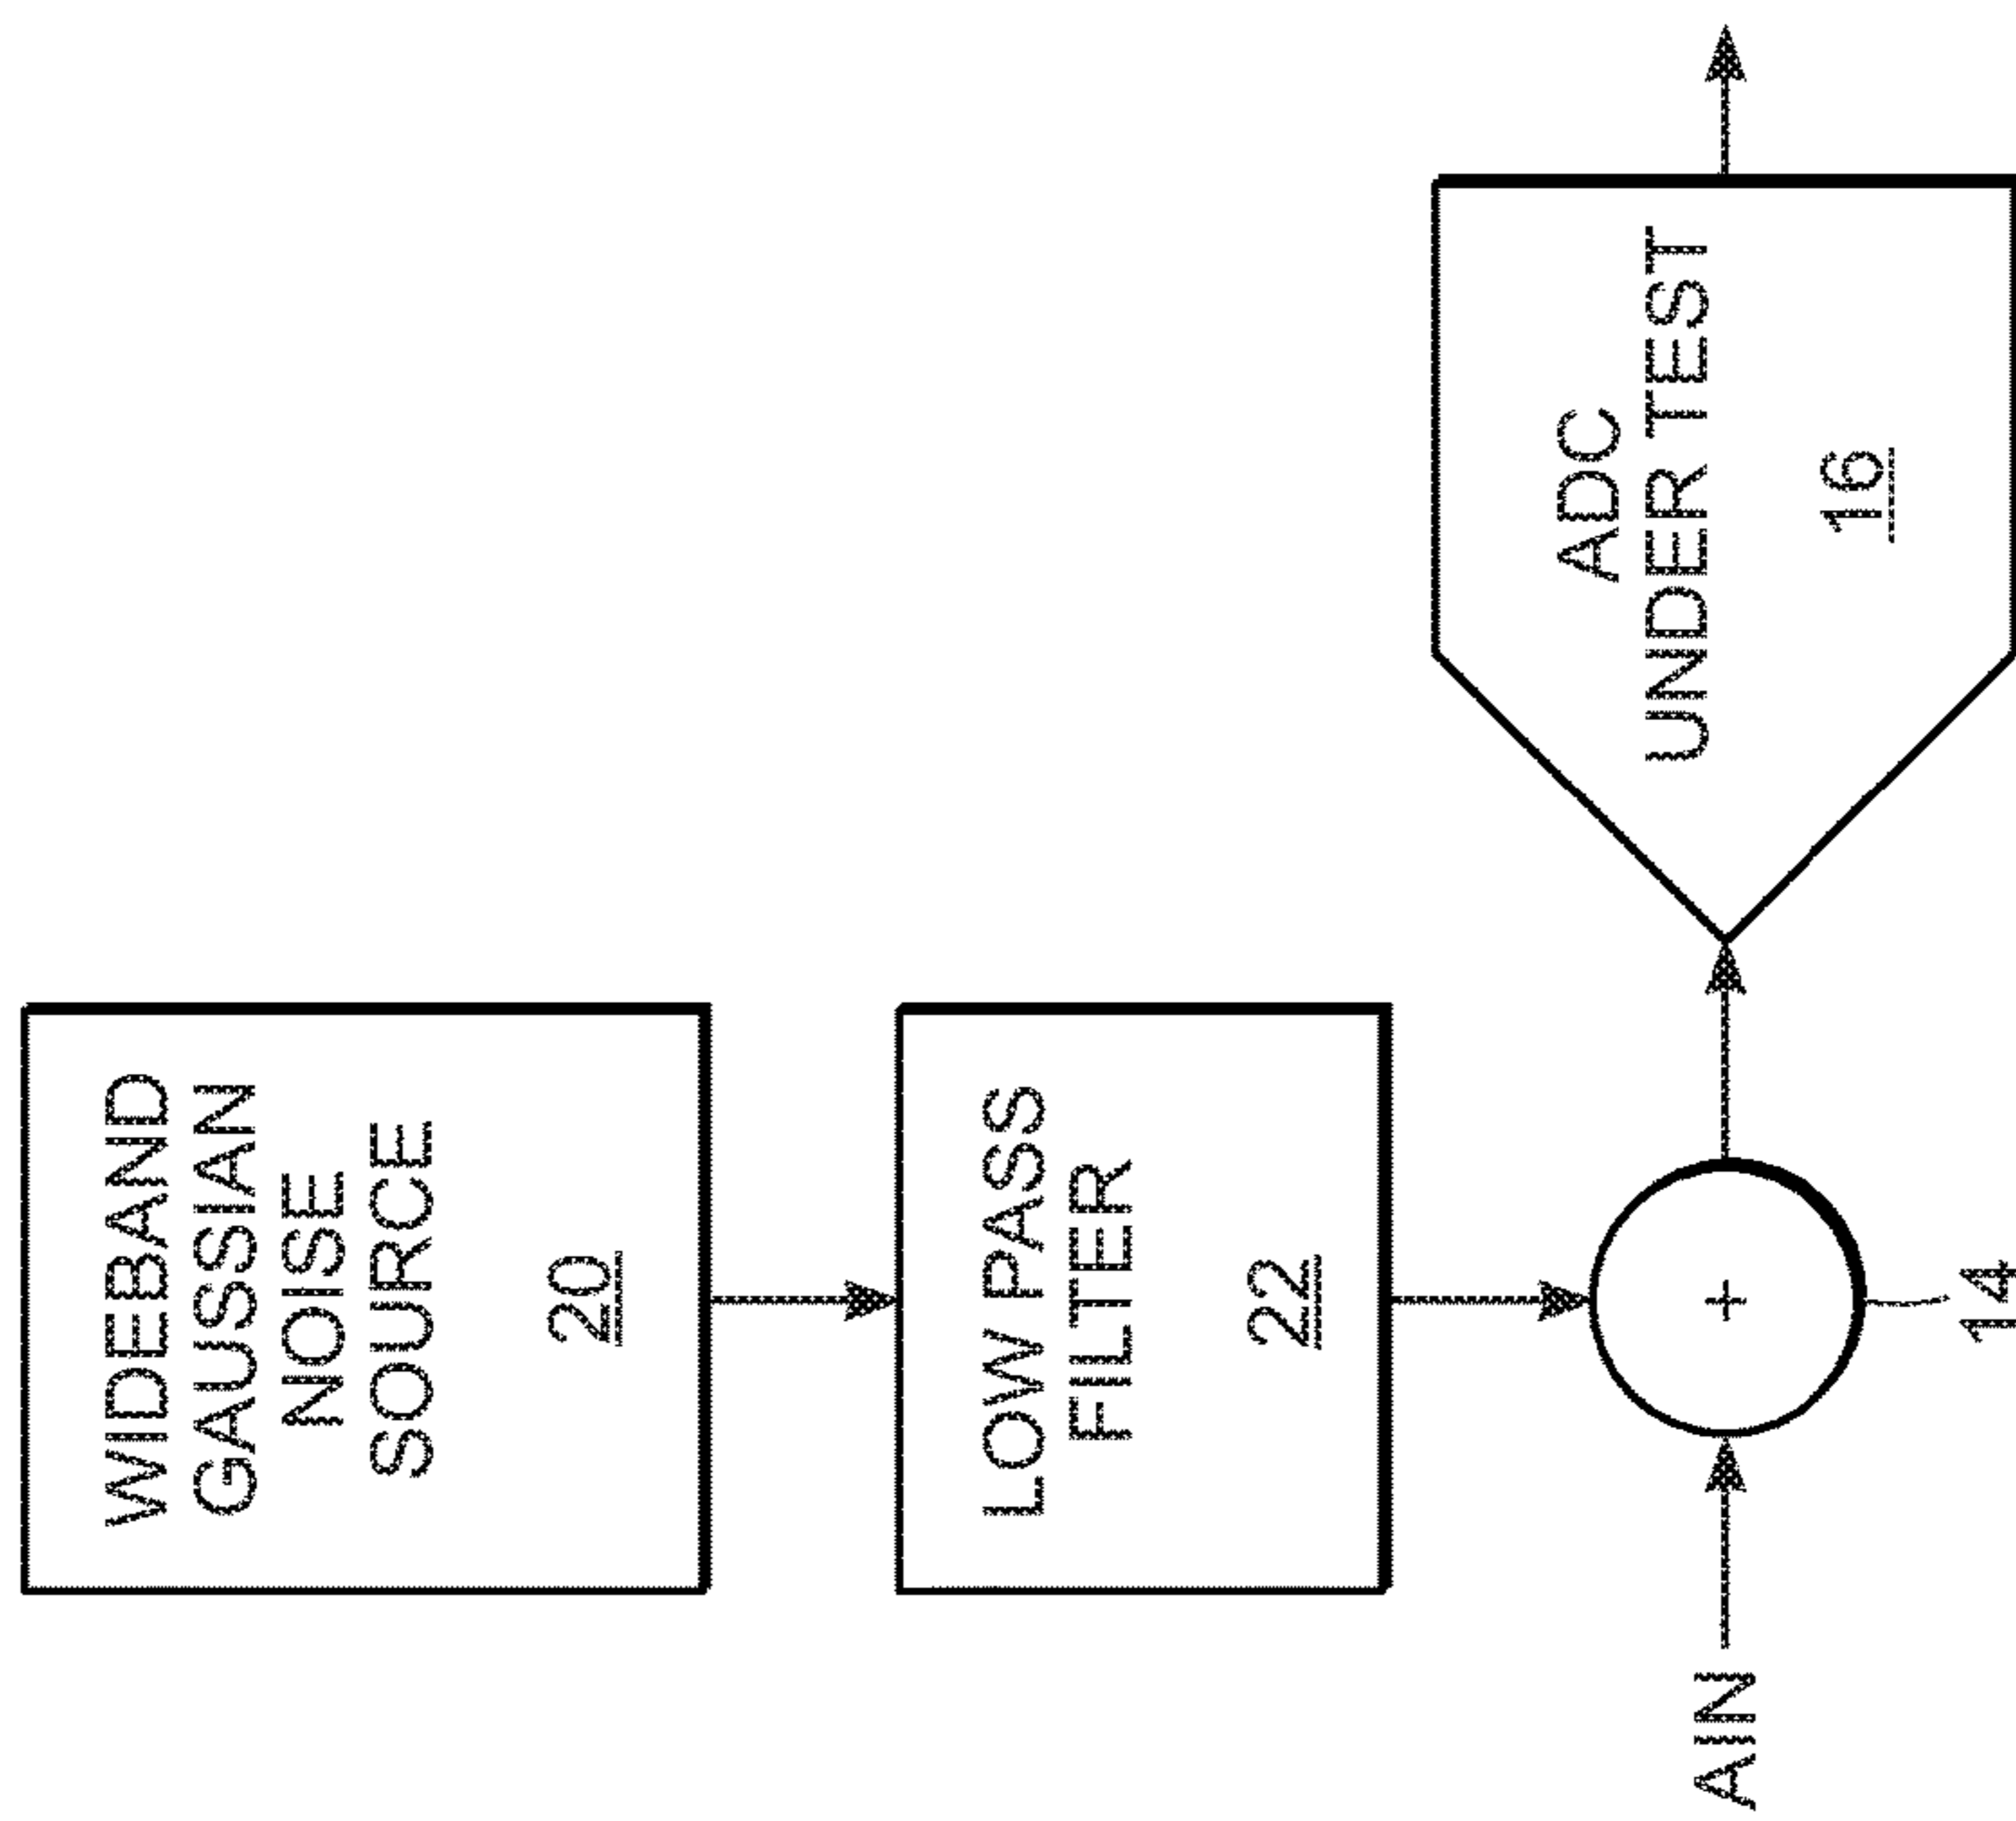 WIDEBAND
GAUSSIAN
NOISE
SOURCE
20
LOW PASS
FILTER
22
AIN
+
14
ADC
UNDER TEST
16